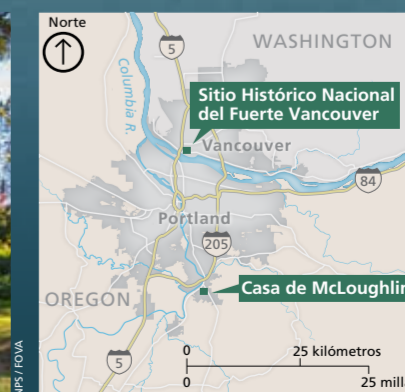 Norte
5
WASHINGTON
Columbia R.
Sitio Histórico Nacional
del Fuerte Vancouver
Vancouver
84
Portland
205
Casa de McLoughlin
OREGON
5
0 25 kilómetros
0 25 mill
NPS / FOVA